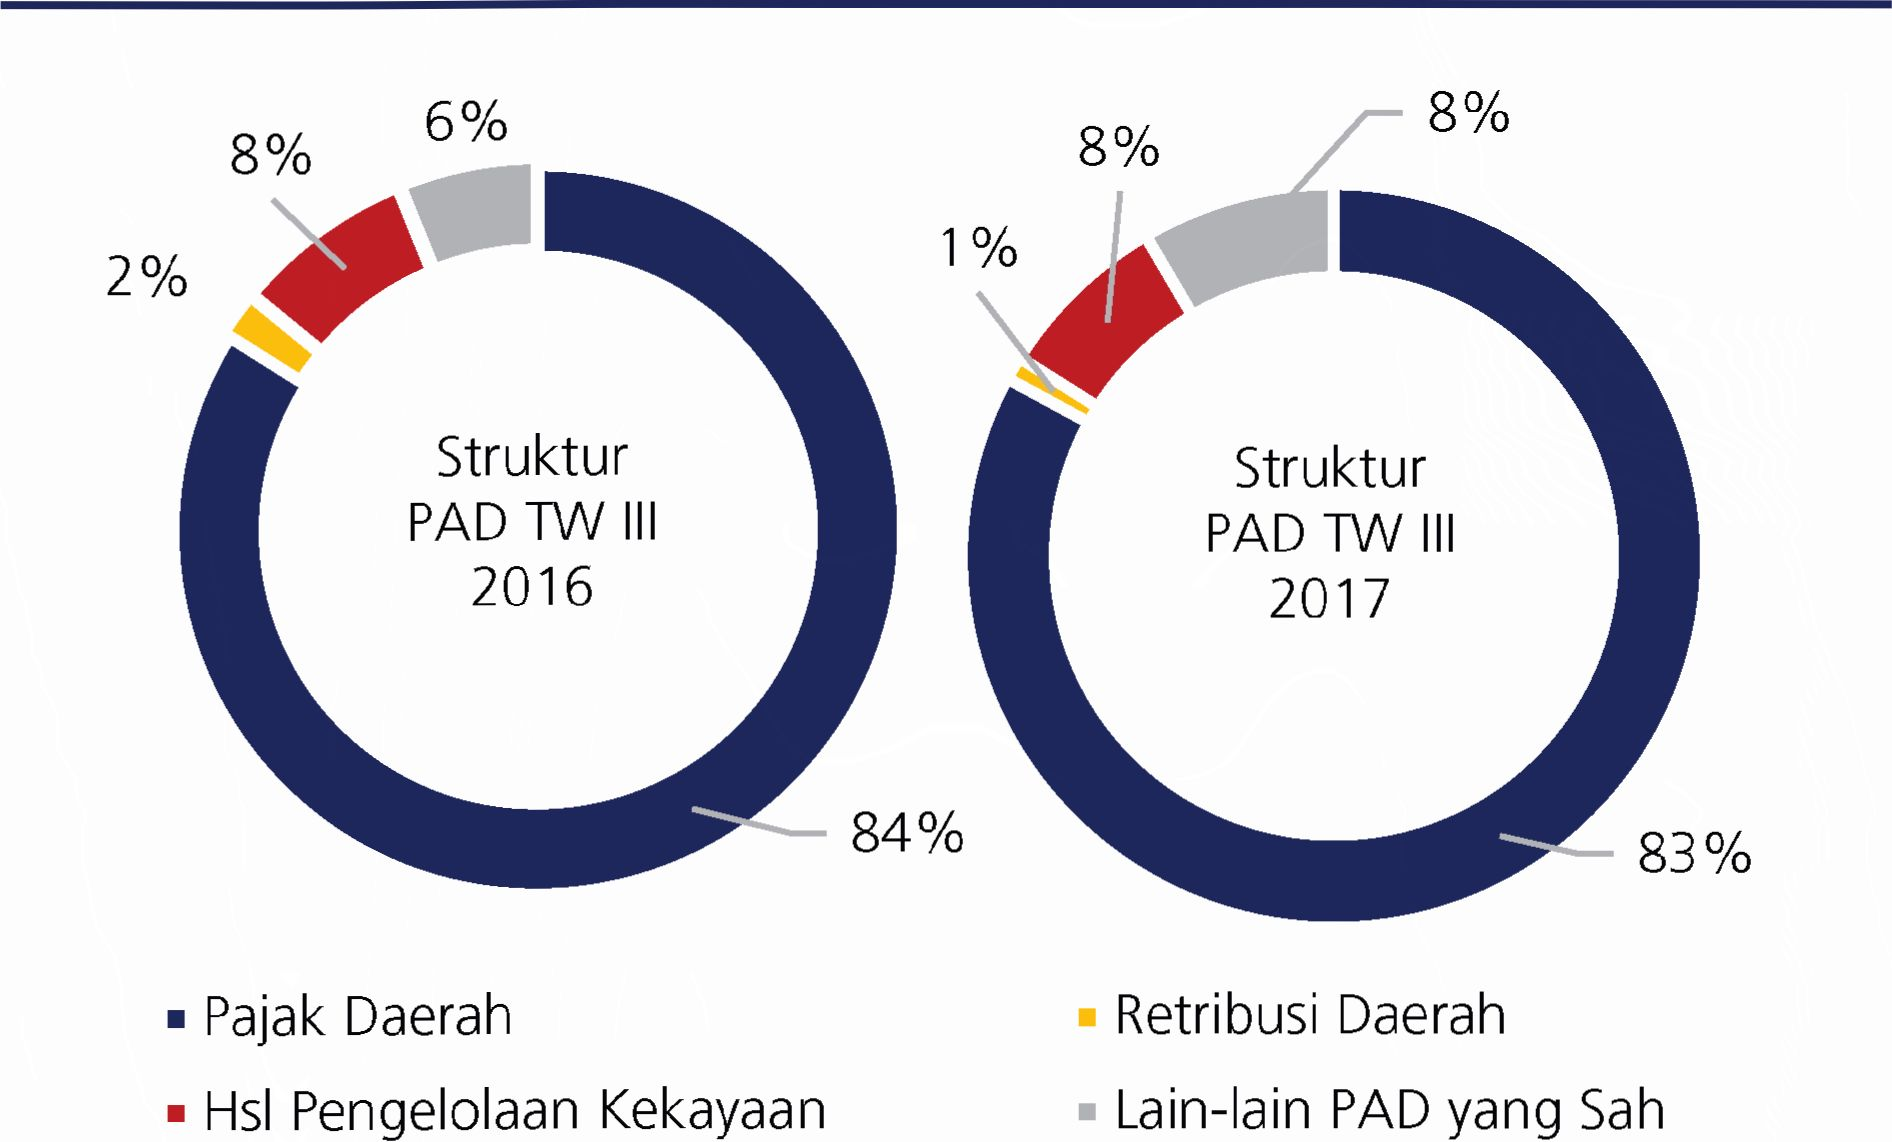 6%
8%
2%
Struktur
PAD TW III
2016
84%
8%
8%
1%
Struktur
PAD TW III
2017
83%
Pajak Daerah
Retribusi Daerah
Hsl Pengelolaan Kekayaan
Lain-lain PAD yang Sah